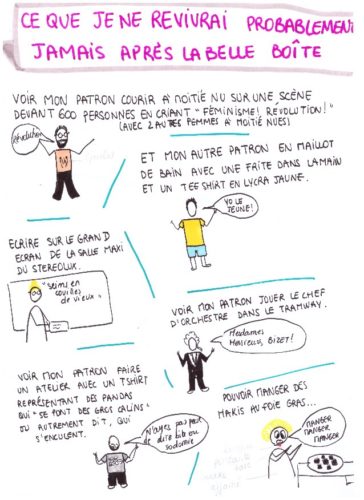 CE QUE JE NE REVIVRAI PROBABLEMENT
JAMAIS APRÈS LA BELLE BOÎTE
VOIR MON PATRON COURIR À MOITIÉ NU SUR UNE SCÈNE
DEVANT 600 PERSONNES EN CRIANT "FÉMINISME! RÉVOLUTION!"
(AVEC 2 AUTRES FEMMES À MOITIÉ NUES)
Révolution
ET MON AUTRE PATRON EN MAILLOT
DE BAIN AVEC UNE FRITE DANS LA MAIN
ET UN TEE SHIRT EN LYCRA JAUNE.
YO LE
JEUNE!
ECRIRE SUR LE GRAND
ECRAN DE LA SALLE MAXI
DU STEREOLUX.
"seins en
couilles
de vieux"
VOIR MON PATRON JOUER LE CHEF
D'ORCHESTRE DANS LE TRAMWAY.
Mesdames
Messieurs, BIZET!
VOIR MON PATRON FAIRE
UN ATELIER AVEC UN TSHIRT
REPRÉSENTANT DES PANDAS
QUI "SE FONT DES GROS CALINS"
OU AUTREMENT DIT, QUI
S'ENCULENT.
N'ayez pas peur
de dire bib ou
sodomie
POUVOIR MANGER DES
MAKIS AU FOIE GRAS...
MANGER
MANGER
MANGER